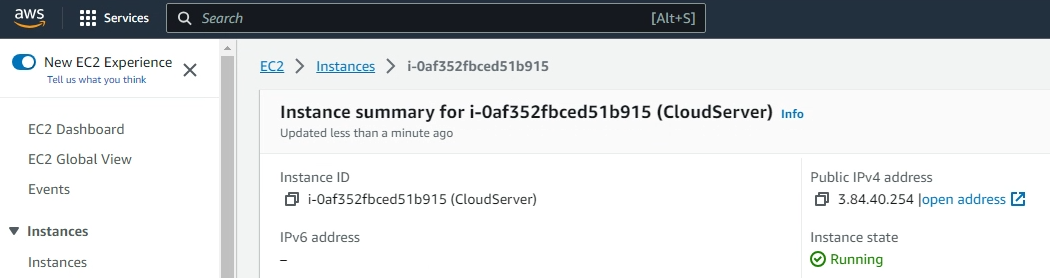 aws Services Search [Alt+S]
New EC2 Experience
Tell us what you think
EC2 Dashboard
EC2 Global View
Events
Instances
Instances
EC2 Instances i-0af352fbced51b915
Instance summary for i-0af352fbced51b915 (CloudServer) Info
Updated less than a minute ago
Instance ID
i-0af352fbced51b915 (CloudServer)
IPv6 address
–
Public IPv4 address
3.84.40.254 |open address
Instance state
Running